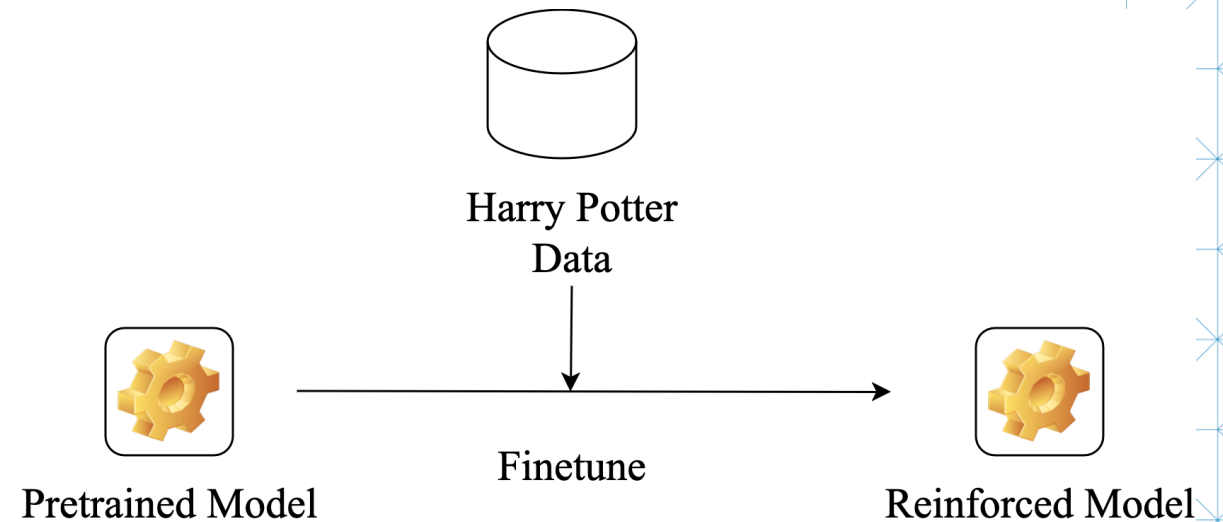 Harry Potter
Data
Finetune
Pretrained Model
Reinforced Model